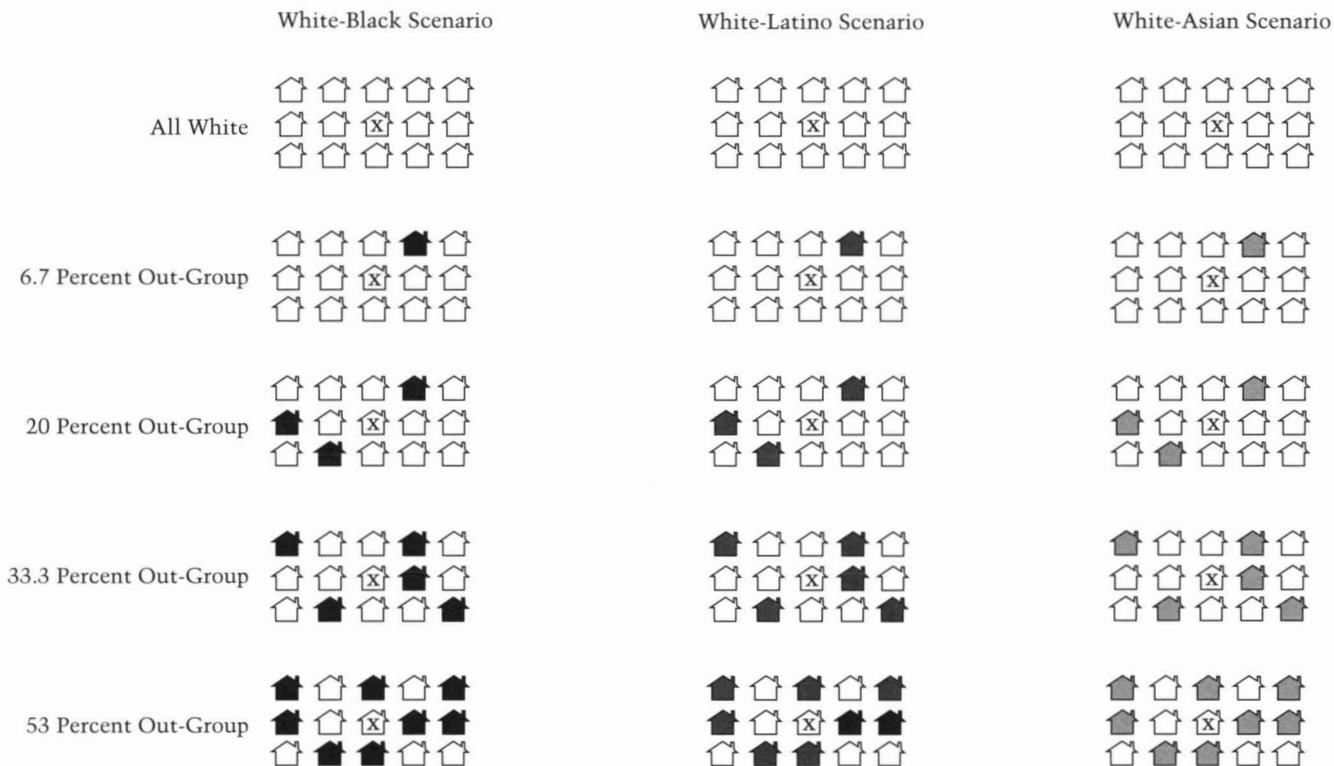 White-Black Scenario
White-Latino Scenario
White-Asian Scenario
All White
X
X
X
6.7 Percent Out-Group
X
X
X
20 Percent Out-Group
X
X
X
33.3 Percent Out-Group
X
X
X
53 Percent Out-Group
X
X
X